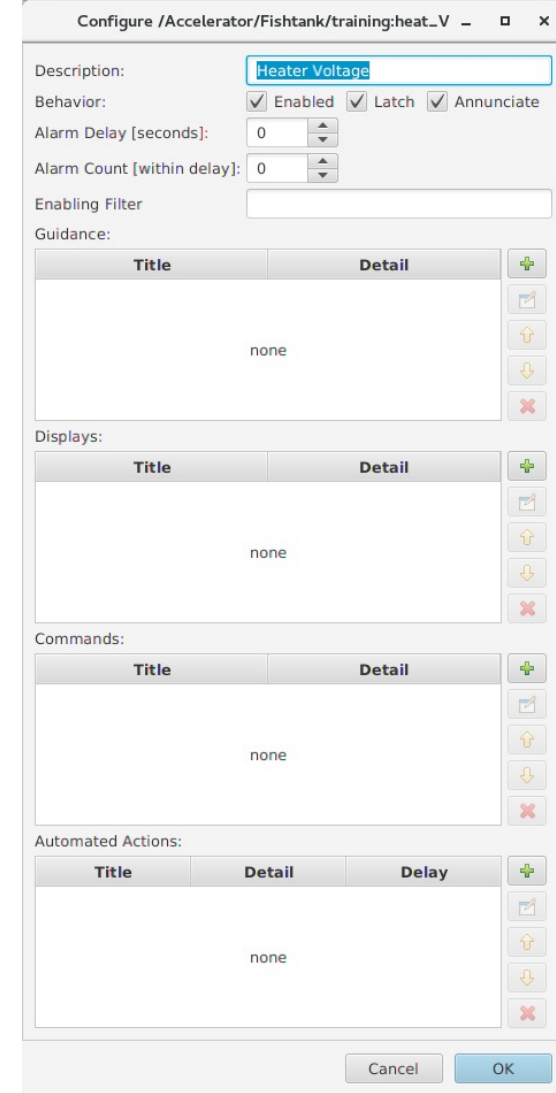 Configure /Accelerator/Fishtank/training:heat_V
Description: Heater Voltage
Behavior: Enabled Latch Annunciate
Alarm Delay [seconds]: 0
Alarm Count [within delay]: 0
Enabling Filter
Guidance:
Title Detail
none
Displays:
Title Detail
none
Commands:
Title Detail
none
Automated Actions:
Title Detail Delay
none
Cancel OK